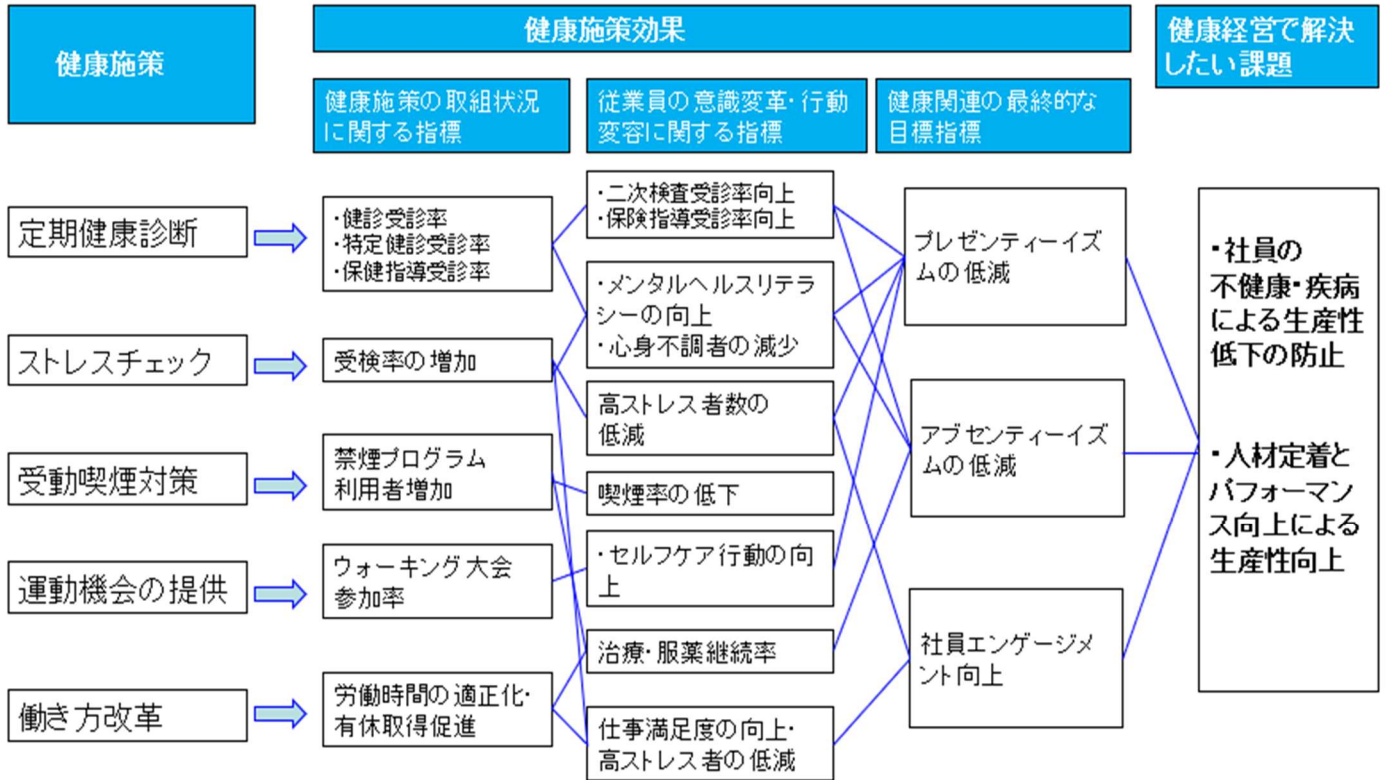 健康施策
健康施策効果
健康経営で解決
したい課題
健康施策の取組状況
に関する指標
従業員の意識変革・行動
変容に関する指標
健康関連の最終的な
目標指標
定期健康診断
・健診受診率
・特定健診受診率
・保健指導受診率
・二次検査受診率向上
・保険指導受診率向上
プレゼンティーイズ
ムの低減
・社員の
不健康・疾病
による生産性
低下の防止
・メンタルヘルスリテラ
シーの向上
・心身不調者の減少
ストレスチェック
受検率の増加
高ストレス者数の
低減
アブセンティーイズ
ムの低減
・人材定着と
パフォーマン
ス向上による
生産性向上
受動喫煙対策
禁煙プログラム
利用者増加
喫煙率の低下
運動機会の提供
ウォーキング大会
参加率
・セルフケア行動の向
上
治療・服薬継続率
社員エンゲージメ
ント向上
働き方改革
労働時間の適正化・
有休取得促進
仕事満足度の向上・
高ストレス者の低減